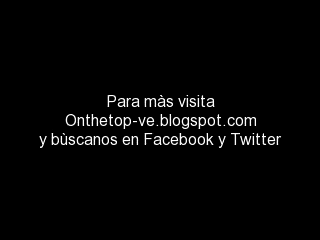 Para màs visita
Onthetop-ve.blogspot.com
y bùscanos en Facebook y Twitter